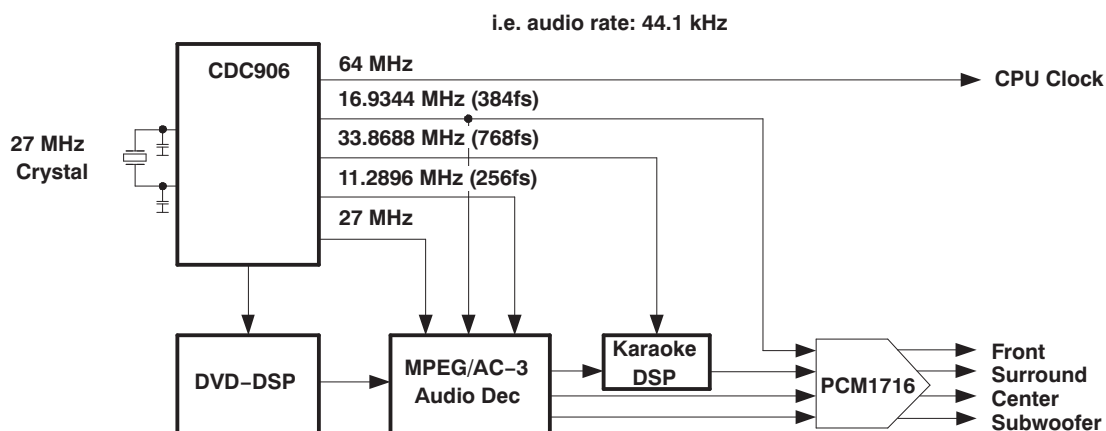 i.e. audio rate: 44.1 kHz
CDC906
64 MHz
CPU Clock
16.9344 MHz (384fs)
27 MHz
Crystal
33.8688 MHz (768fs)
11.2896 MHz (256fs)
27 MHz
DVD–DSP
MPEG/AC–3
Audio Dec
Karaoke
DSP
PCM1716
Front
Surround
Center
Subwoofer